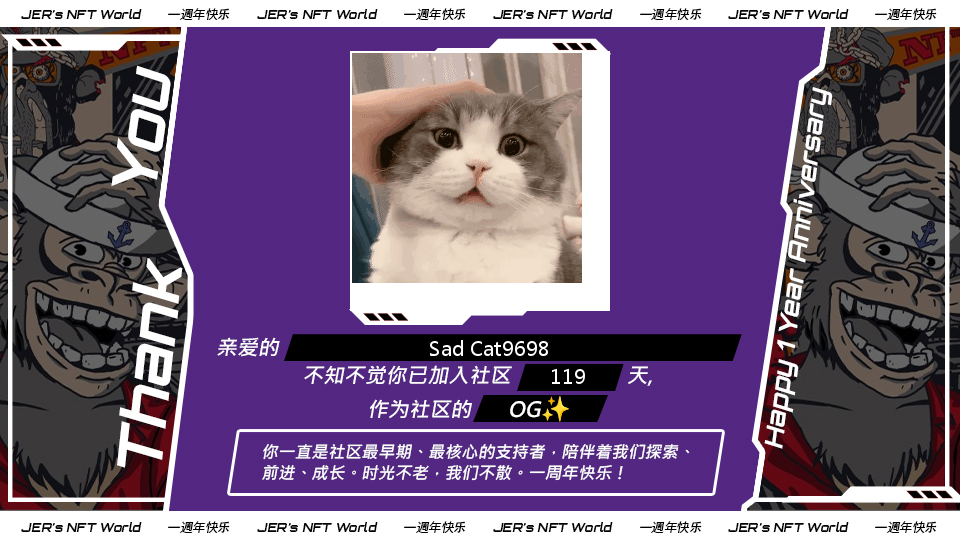 JER's NFT World 一週年快乐 JER's NFT World 一週年快乐 JER's NFT World 一週年快乐 JER's NFT World 一週年快乐
Thank You
Happy 1 Year Anniversary
亲爱的 Sad Cat9698
不知不觉你已加入社区 119 天,
作为社区的 OG✨
你一直是社区最早期、最核心的支持者，陪伴着我们探索、
前进、成长。时光不老，我们不散。一周年快乐！
JER's NFT World 一週年快乐 JER's NFT World 一週年快乐 JER's NFT World 一週年快乐 JER's NFT World 一週年快乐